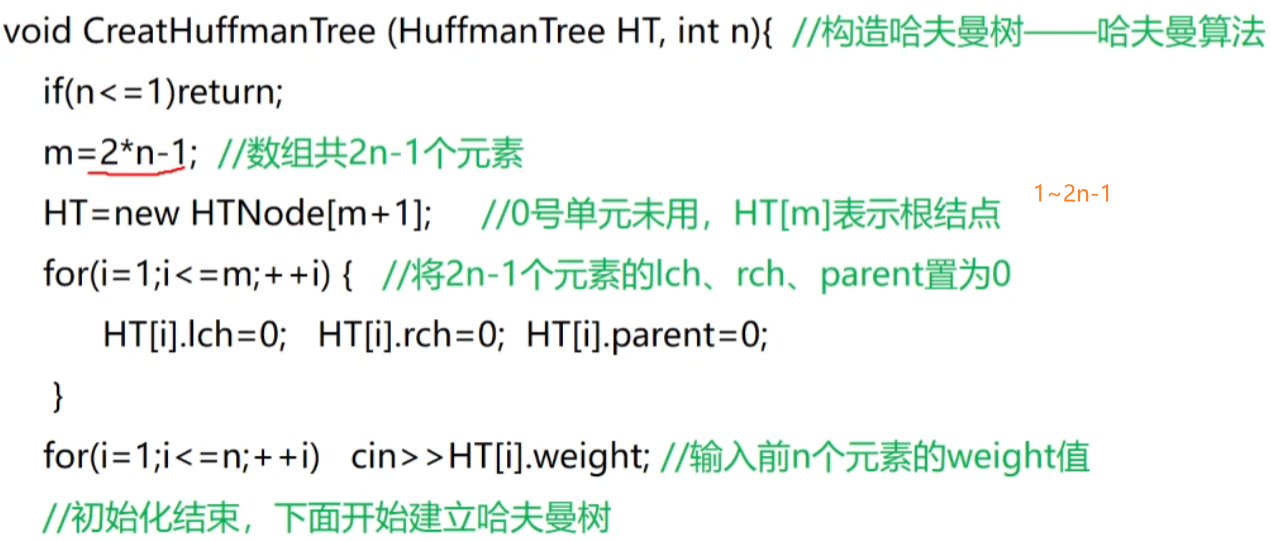 void CreatHuffmanTree (HuffmanTree HT, int n){ //构造哈夫曼树——哈夫曼算法
if(n<=1)return;
m=2*n-1; //数组共2n-1个元素
HT=new HTNode[m+1]; //0号单元未用，HT[m]表示根结点 1~2n-1
for(i=1;i<=m;++i) { //将2n-1个元素的lch、rch、parent置为0
HT[i].lch=0; HT[i].rch=0; HT[i].parent=0;
}
for(i=1;i<=n;++i) cin>>HT[i].weight; //输入前n个元素的weight值
//初始化结束，下面开始建立哈夫曼树